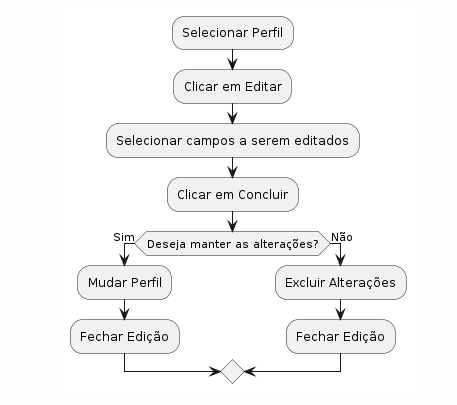 Selecionar Perfil
Clicar em Editar
Selecionar campos a serem editados
Clicar em Concluir
Sim
Deseja manter as alterações?
Não
Mudar Perfil
Excluir Alterações
Fechar Edição
Fechar Edição